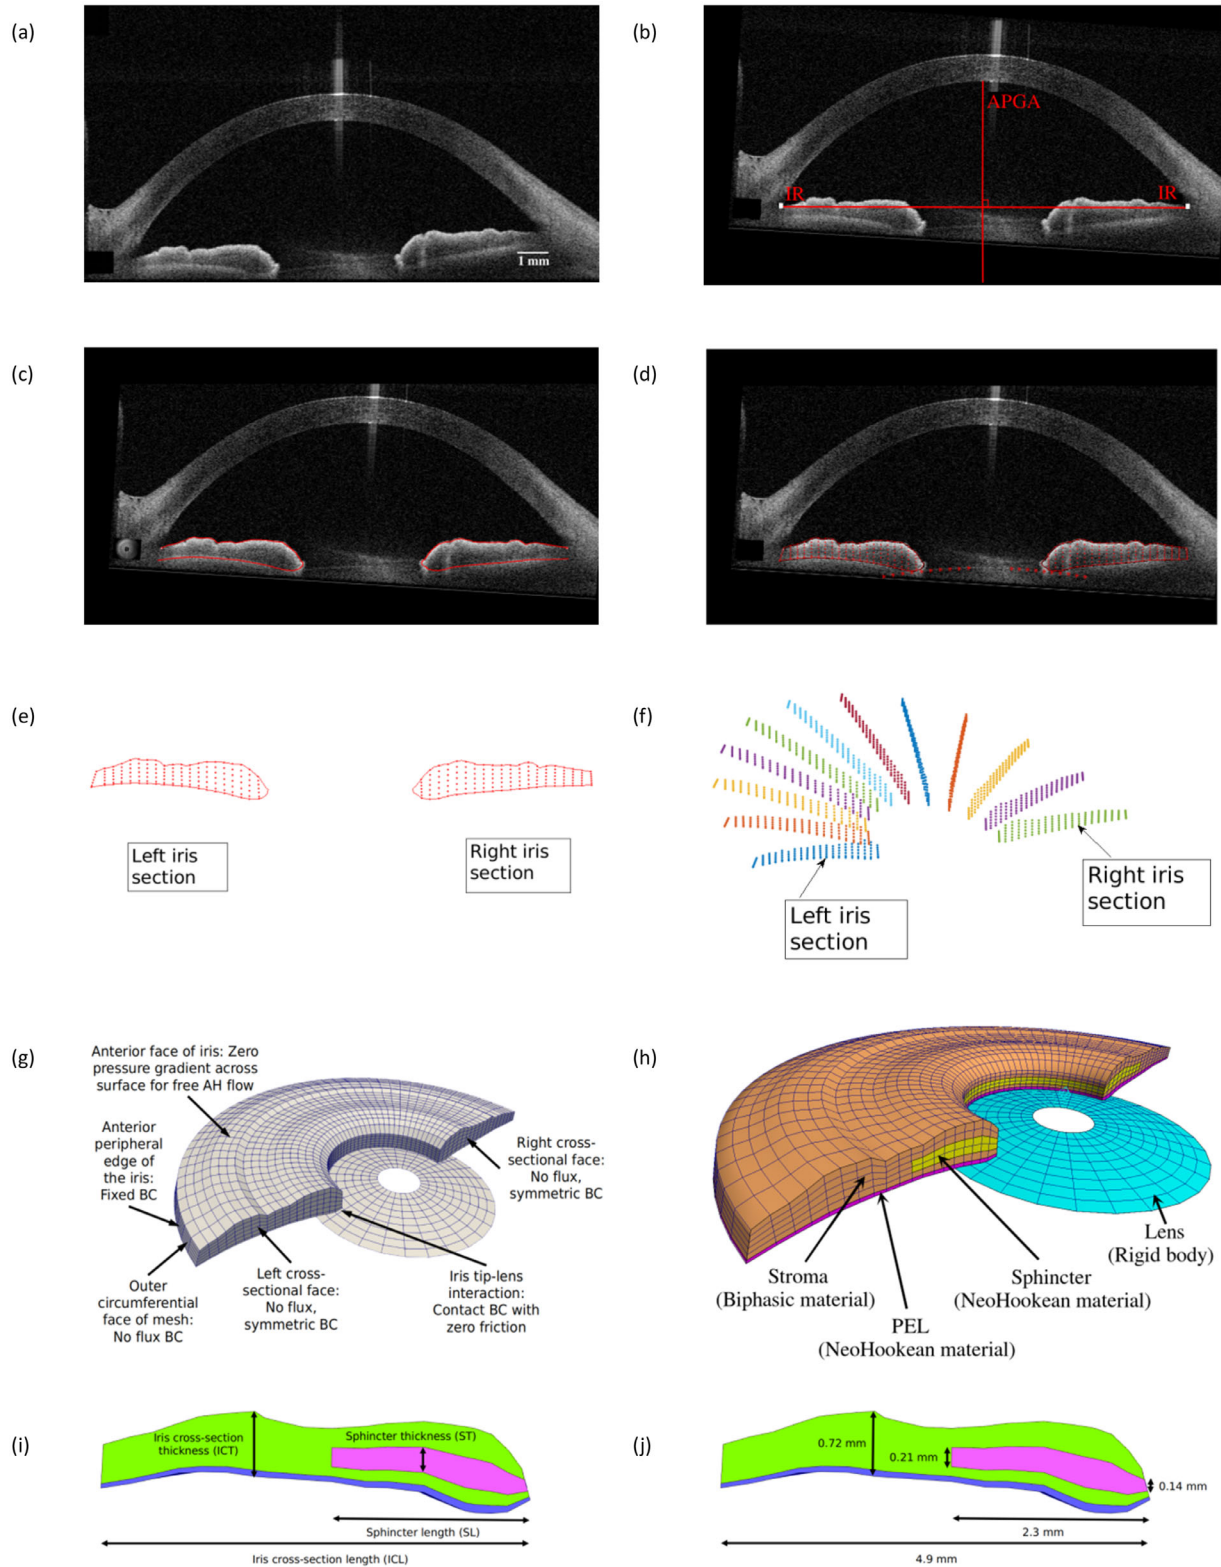 (a)
1 mm
(b)
APGA
IR
IR
(c)
(d)
(e)
Left iris
section
Right iris
section
(f)
Left iris
section
Right iris
section
(g)
Anterior face of iris: Zero
pressure gradient across
surface for free AH flow
Anterior
peripheral
edge of
the iris:
Fixed BC
Outer
circumferential
face of mesh:
No flux BC
Left cross-
sectional face:
No flux,
symmetric BC
Iris tip-lens
interaction:
Contact BC with
zero friction
Right cross-
sectional face:
No flux,
symmetric BC
(h)
Stroma
(Biphasic material)
PEL
(NeoHookean material)
Sphincter
(NeoHookean material)
Lens
(Rigid body)
(i)
Iris cross-section
thickness (ICT)
Sphincter thickness (ST)
Sphincter length (SL)
Iris cross-section length (ICL)
(j)
0.72 mm
0.21 mm
0.14 mm
2.3 mm
4.9 mm